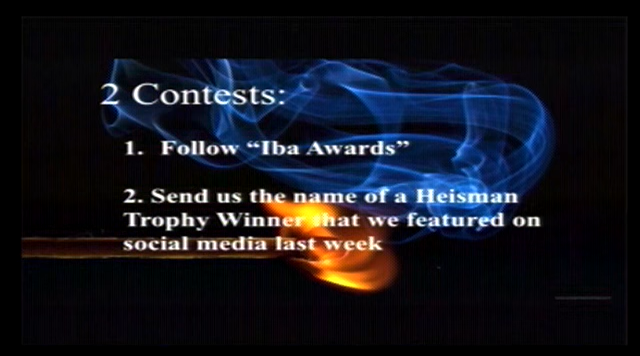 2 Contests:
1. Follow “Iba Awards”
2. Send us the name of a Heisman
Trophy Winner that we featured on
social media last week